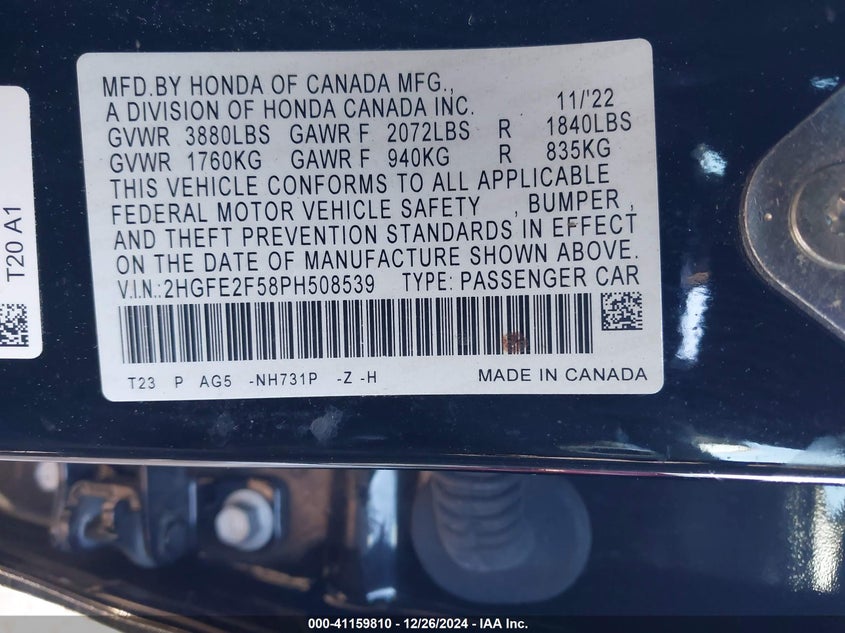 MFD.BY HONDA OF CANADA MFG.,
A DIVISION OF HONDA CANADA INC. 11/'22
GVWR 3880LBS GAWR F 2072LBS R 1840LBS
GVWR 1760KG GAWR F 940KG R 835KG
THIS VEHICLE CONFORMS TO ALL APPLICABLE
FEDERAL MOTOR VEHICLE SAFETY , BUMPER ,
AND THEFT PREVENTION STANDARDS IN EFFECT
ON THE DATE OF MANUFACTURE SHOWN ABOVE.
V.I.N.:2HGFE2F58PH508539 TYPE: PASSENGER CAR
T23 P AG5 -NH731P -Z -H MADE IN CANADA
T20 A1
000-41159810 - 12/26/2024 - IAA Inc.